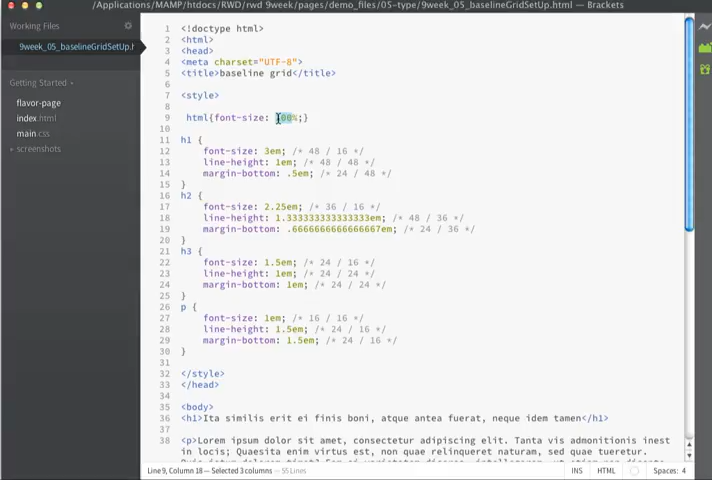 /Applications/MAMP/htdocs/RWD/rwd 9week/pages/demo_files/05-type/9week_05_baselineGridSetUp.html — Brackets
Working Files
9week_05_baselineGridSetUp.h
Getting Started
flavor-page
index.html
main.css
screenshots
1 <!doctype html>
2 <html>
3 <head>
4 <meta charset="UTF-8">
5 <title>baseline grid</title>
6
7 <style>
8
9 html{font-size: 100%;}
10
11 h1 {
12 font-size: 3em; /* 48 / 16 */
13 line-height: 1em; /* 48 / 48 */
14 margin-bottom: .5em; /* 24 / 48 */
15 }
16 h2 {
17 font-size: 2.25em; /* 36 / 16 */
18 line-height: 1.333333333333333em; /* 48 / 36 */
19 margin-bottom: .6666666666666667em; /* 24 / 36 */
20 }
21 h3 {
22 font-size: 1.5em; /* 24 / 16 */
23 line-height: 1em; /* 24 / 24 */
24 margin-bottom: 1em; /* 24 / 24 */
25 }
26 p {
27 font-size: 1em; /* 16 / 16 */
28 line-height: 1.5em; /* 24 / 16 */
29 margin-bottom: 1.5em; /* 24 / 16 */
30 }
31
32 </style>
33 </head>
34
35 <body>
36 <h1>Ita similis erit ei finis boni, atque antea fuerat, neque idem tamen</h1>
37
38 <p>Lorem ipsum dolor sit amet, consectetur adipiscing elit. Tanta vis admonitionis inest
in locis; Quaesita enim virtus est, non quae relinqueret naturam, sed quae tueretur.
Line 9, Column 18 — Selected 3 columns — 55 Lines
INS
HTML
Spaces: 4